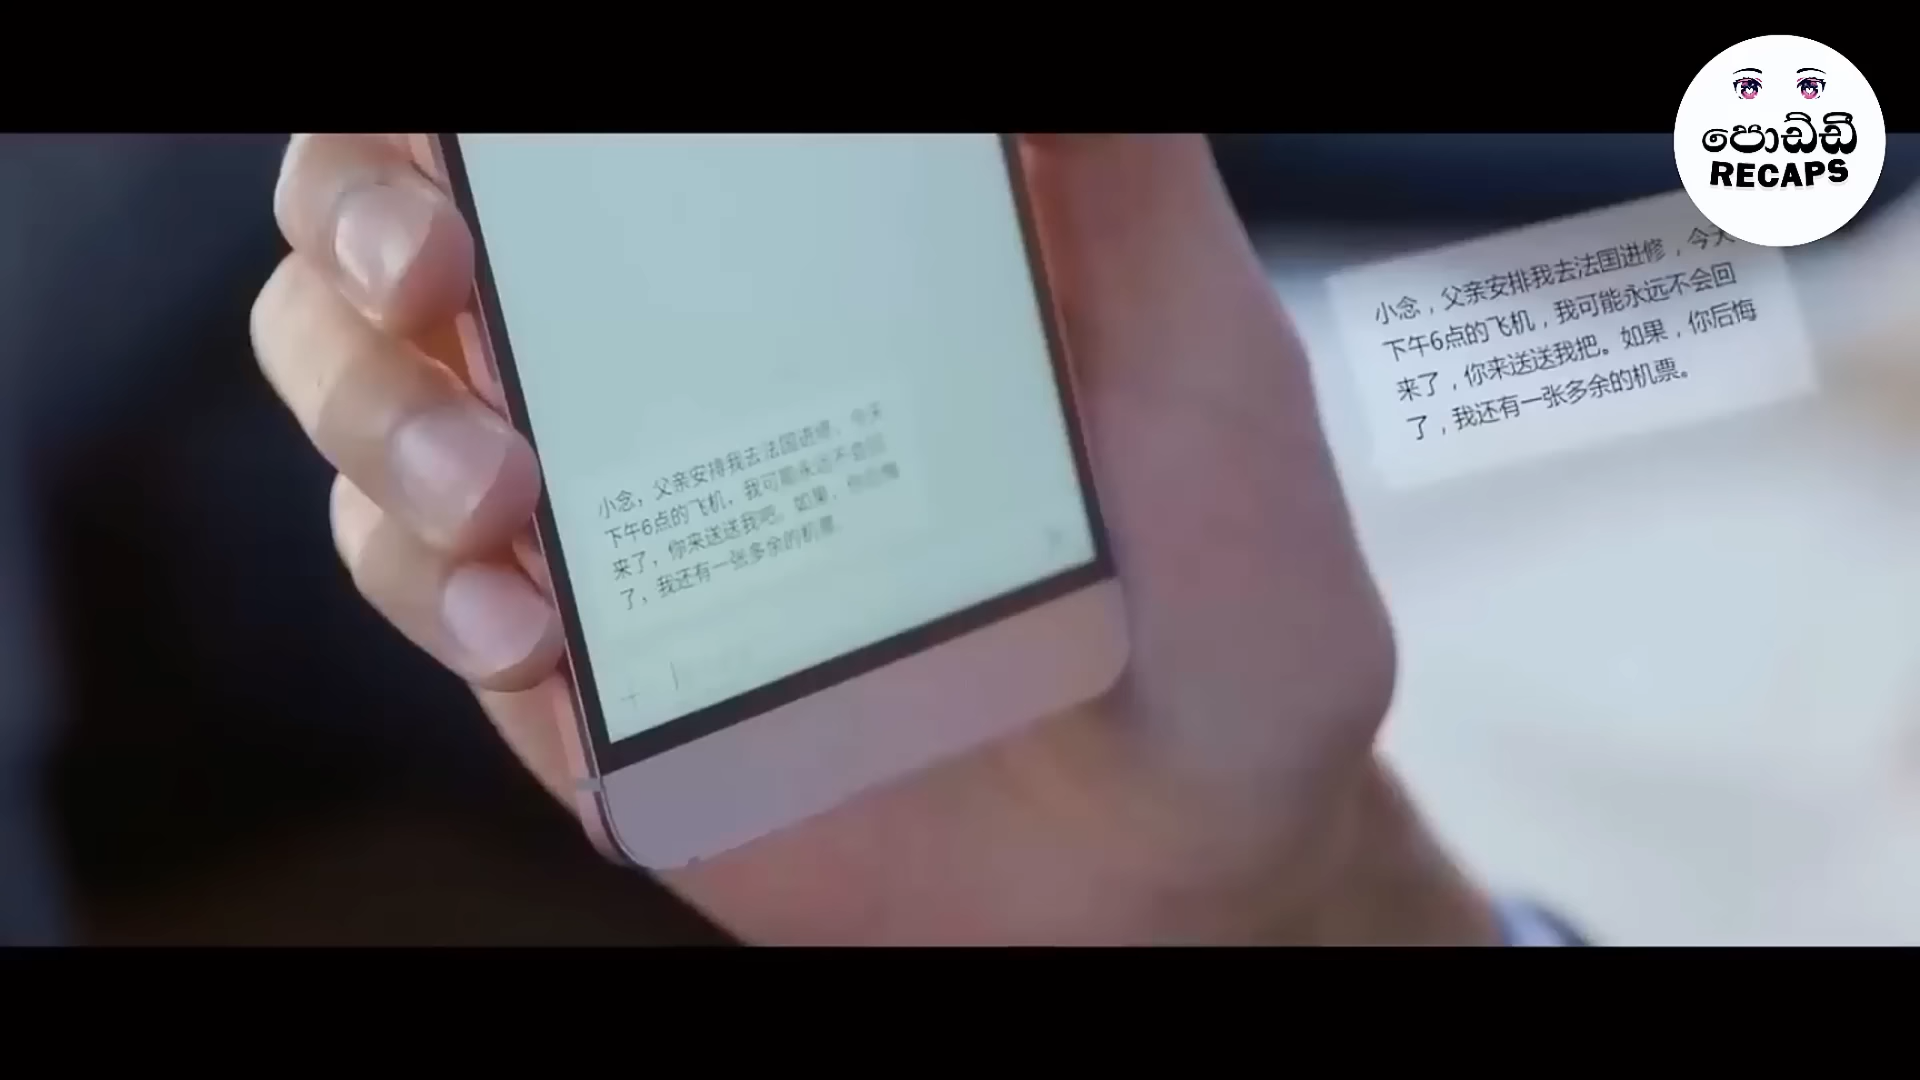 පොඩ්ඩි
RECAPS
小念，父亲安排我去法国进修，今天
下午6点的飞机，我可能永远不会回
来了，你来送送我把。如果，你后悔
了，我还有一张多余的机票。
小念，父亲安排我去法国进修，今天
下午6点的飞机，我可能永远不会回
来了，你来送送我吧。如果，你后悔
了，我还有一张多余的机票